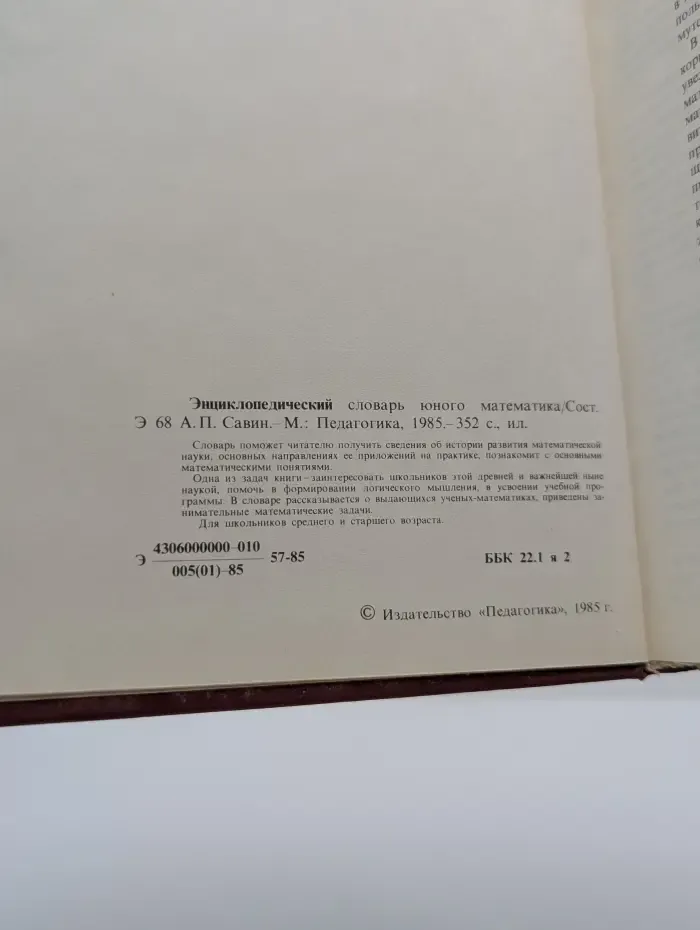 Энциклопедический словарь юного математика/Сост.
Э 68 А. П. Савин.– М.: Педагогика, 1985.– 352 с., ил.
Словарь поможет читателю получить сведения об истории развития математической
науки, основных направлениях ее приложений на практике, познакомит с основными
математическими понятиями.
Одна из задач книги – заинтересовать школьников этой древней и важнейшей ныне
наукой, помочь в формировании логического мышления, в усвоении учебной про-
граммы. В словаре рассказывается о выдающихся ученых-математиках, приведены за-
нимательные математические задачи.
Для школьников среднего и старшего возраста.
Э 4306000000–010 57-85 ББК 22.1 я 2
005(01)–85
© Издательство «Педагогика», 1985 г.